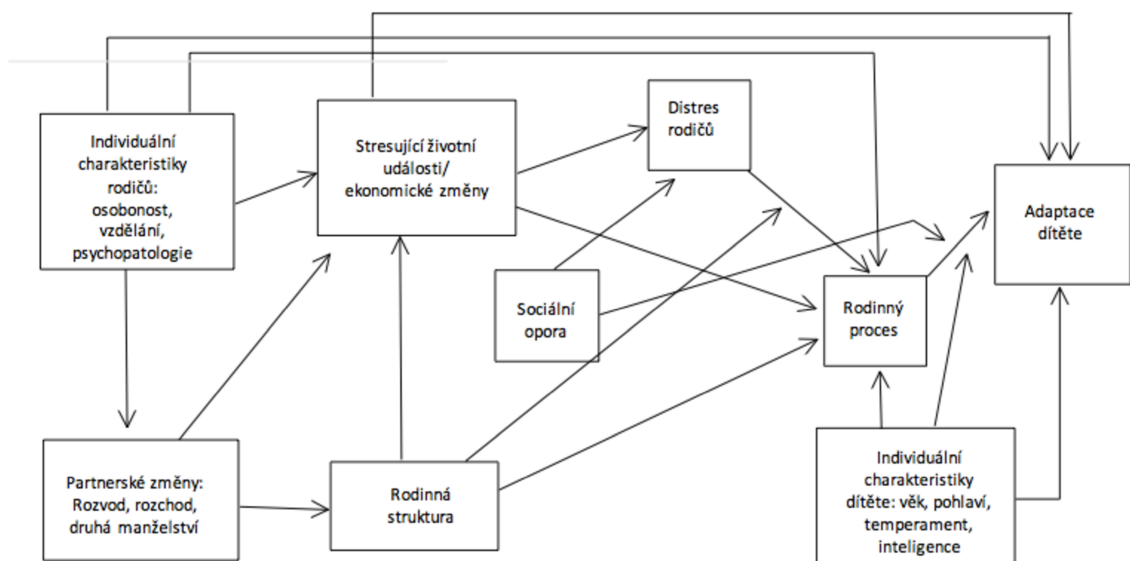 Individuální
charakteristiky
rodičů:
osobonost,
vzdělání,
psychopatologie
Stresující životní
události/
ekonomické změny
Distres
rodičů
Adaptace
dítěte
Sociální
opora
Rodinný
proces
Partnerské změny:
Rozvod, rozchod,
druhá manželství
Rodinná
struktura
Individuální
charakteristiky
dítěte: věk, pohlaví,
temperament,
inteligence